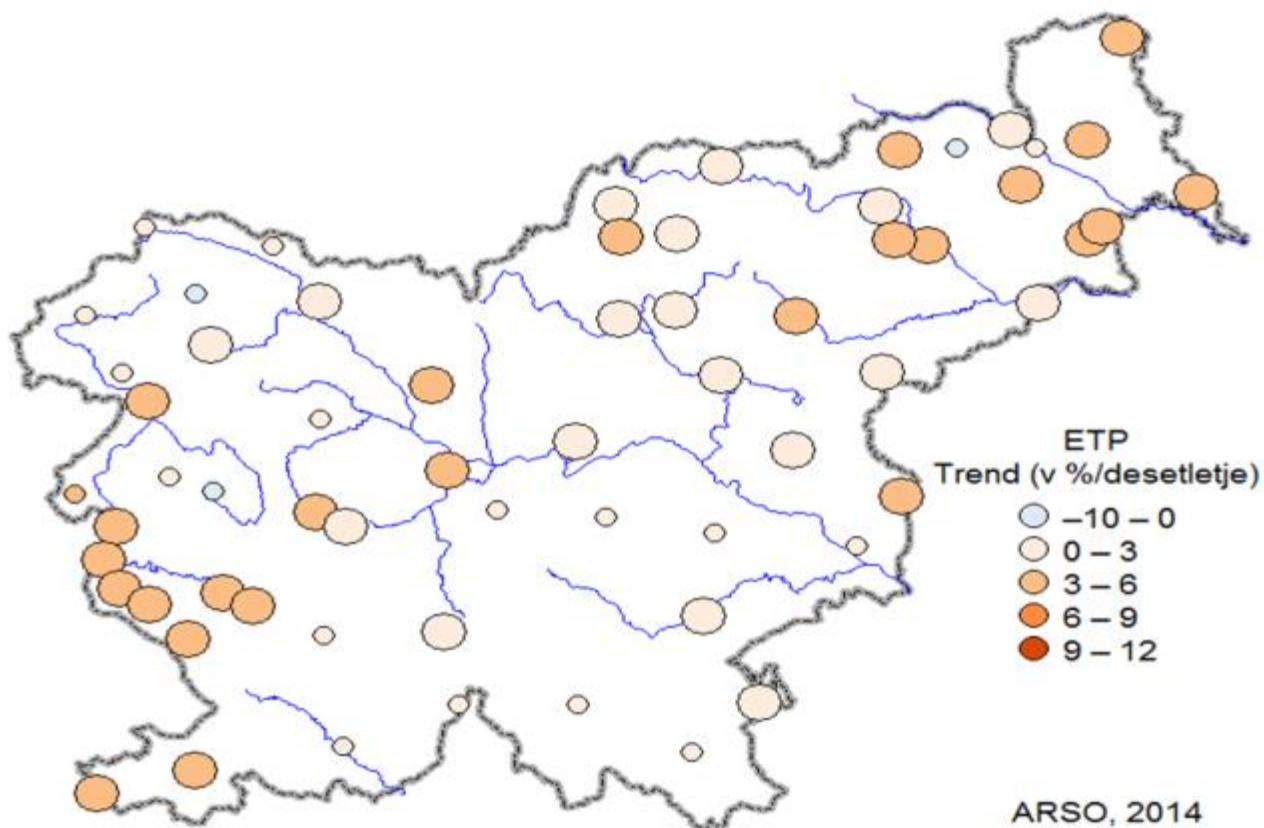 ETP
Trend (v %/desetletje)
–10 – 0
0 – 3
3 – 6
6 – 9
9 – 12
ARSO, 2014